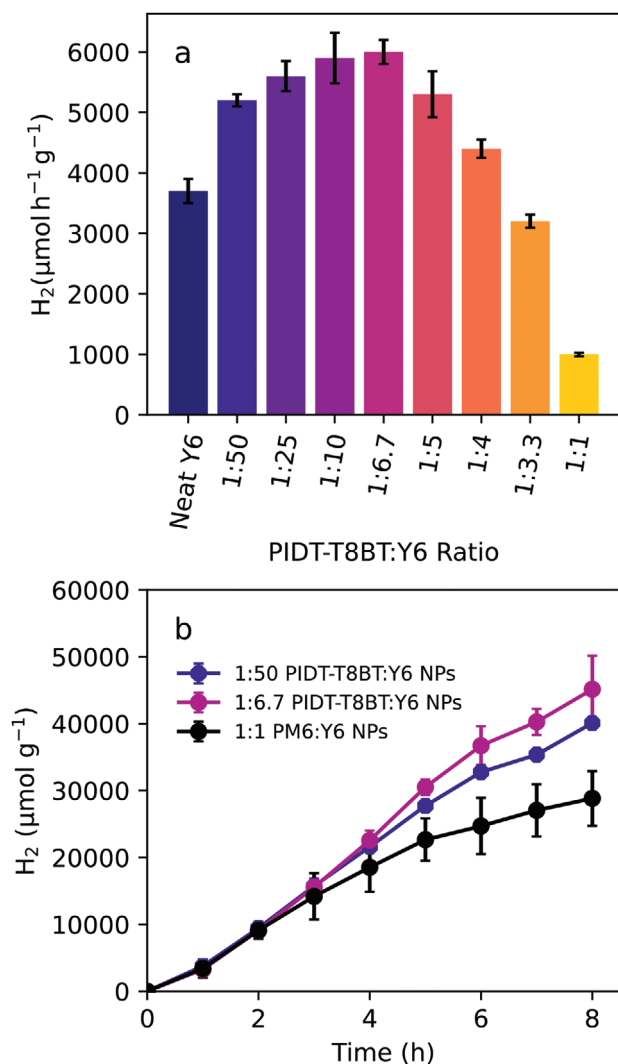 a
H₂(μmol h⁻¹ g⁻¹)
6000
5000
4000
3000
2000
1000
0
Neat Y6
1:50
1:25
1:10
1:6.7
1:5
1:4
1:3.3
1:1
PIDT-T8BT:Y6 Ratio
b
H₂ (μmol g⁻¹)
60000
50000
40000
30000
20000
10000
0
1:50 PIDT-T8BT:Y6 NPs
1:6.7 PIDT-T8BT:Y6 NPs
1:1 PM6:Y6 NPs
0 2 4 6 8
Time (h)